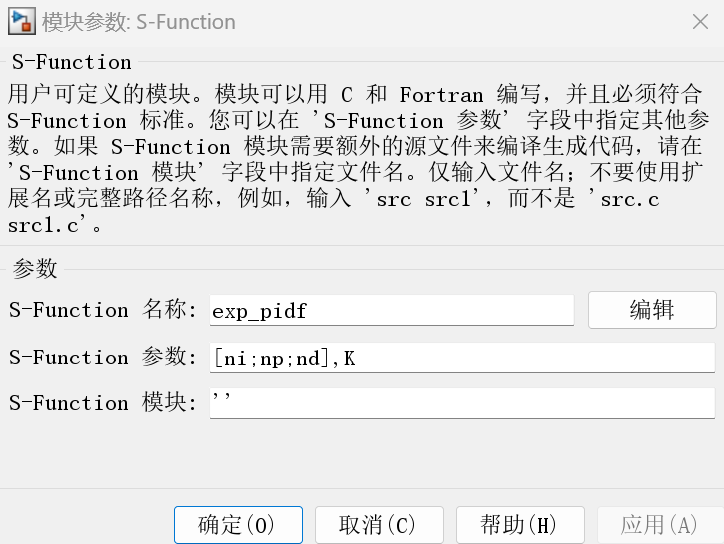 模块参数: S-Function
S-Function
用户可定义的模块。模块可以用 C 和 Fortran 编写，并且必须符合
S-Function 标准。您可以在 'S-Function 参数' 字段中指定其他参
数。如果 S-Function 模块需要额外的源文件来编译生成代码，请在
'S-Function 模块' 字段中指定文件名。仅输入文件名；不要使用扩
展名或完整路径名称，例如，输入 'src src1'，而不是 'src.c
src1.c'。
参数
S-Function 名称: exp_pidf 编辑
S-Function 参数: [ni;np;nd],K
S-Function 模块: ''
确定(O) 取消(C) 帮助(H) 应用(A)